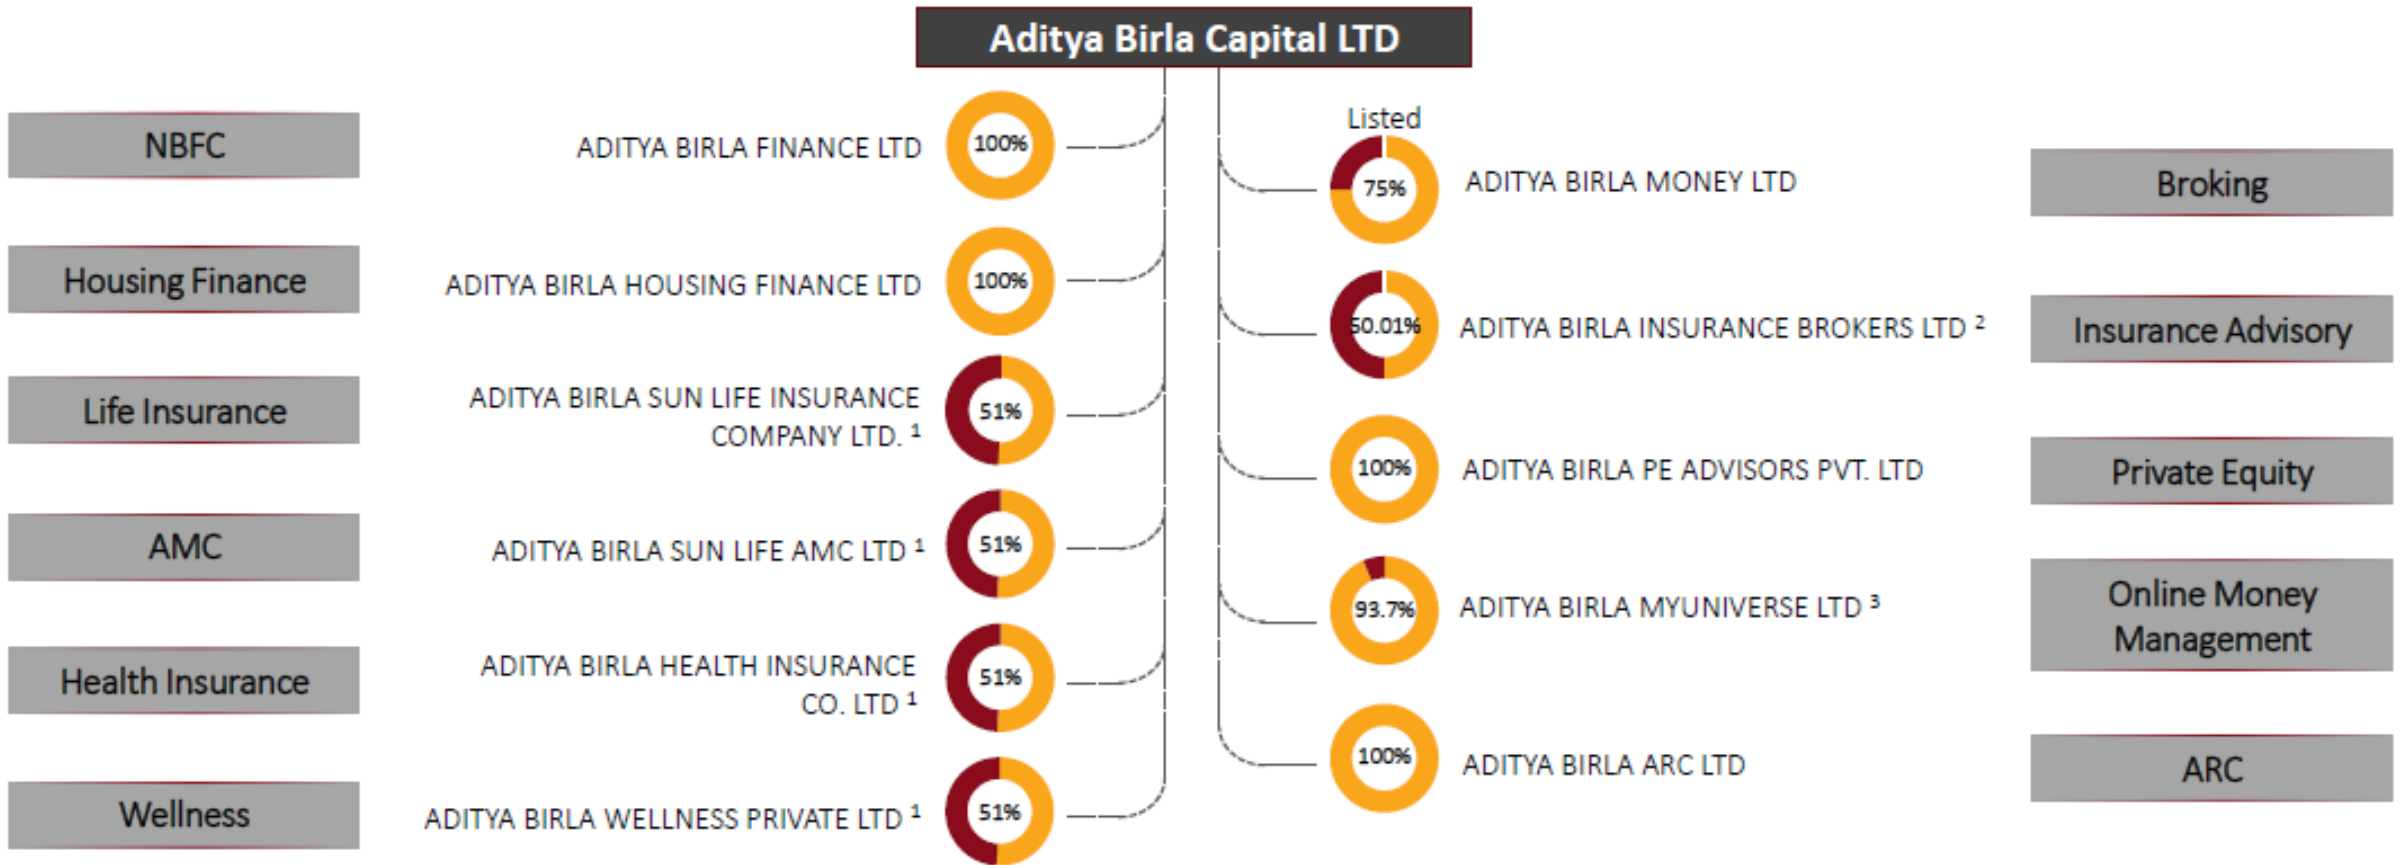 Aditya Birla Capital LTD
NBFC
ADITYA BIRLA FINANCE LTD
100%
Housing Finance
ADITYA BIRLA HOUSING FINANCE LTD
100%
Life Insurance
ADITYA BIRLA SUN LIFE INSURANCE
COMPANY LTD. ¹
51%
AMC
ADITYA BIRLA SUN LIFE AMC LTD ¹
51%
Health Insurance
ADITYA BIRLA HEALTH INSURANCE
CO. LTD ¹
51%
Wellness
ADITYA BIRLA WELLNESS PRIVATE LTD ¹
51%
Listed
75%
ADITYA BIRLA MONEY LTD
Broking
50.01%
ADITYA BIRLA INSURANCE BROKERS LTD ²
Insurance Advisory
100%
ADITYA BIRLA PE ADVISORS PVT. LTD
Private Equity
93.7%
ADITYA BIRLA MYUNIVERSE LTD ³
Online Money
Management
100%
ADITYA BIRLA ARC LTD
ARC